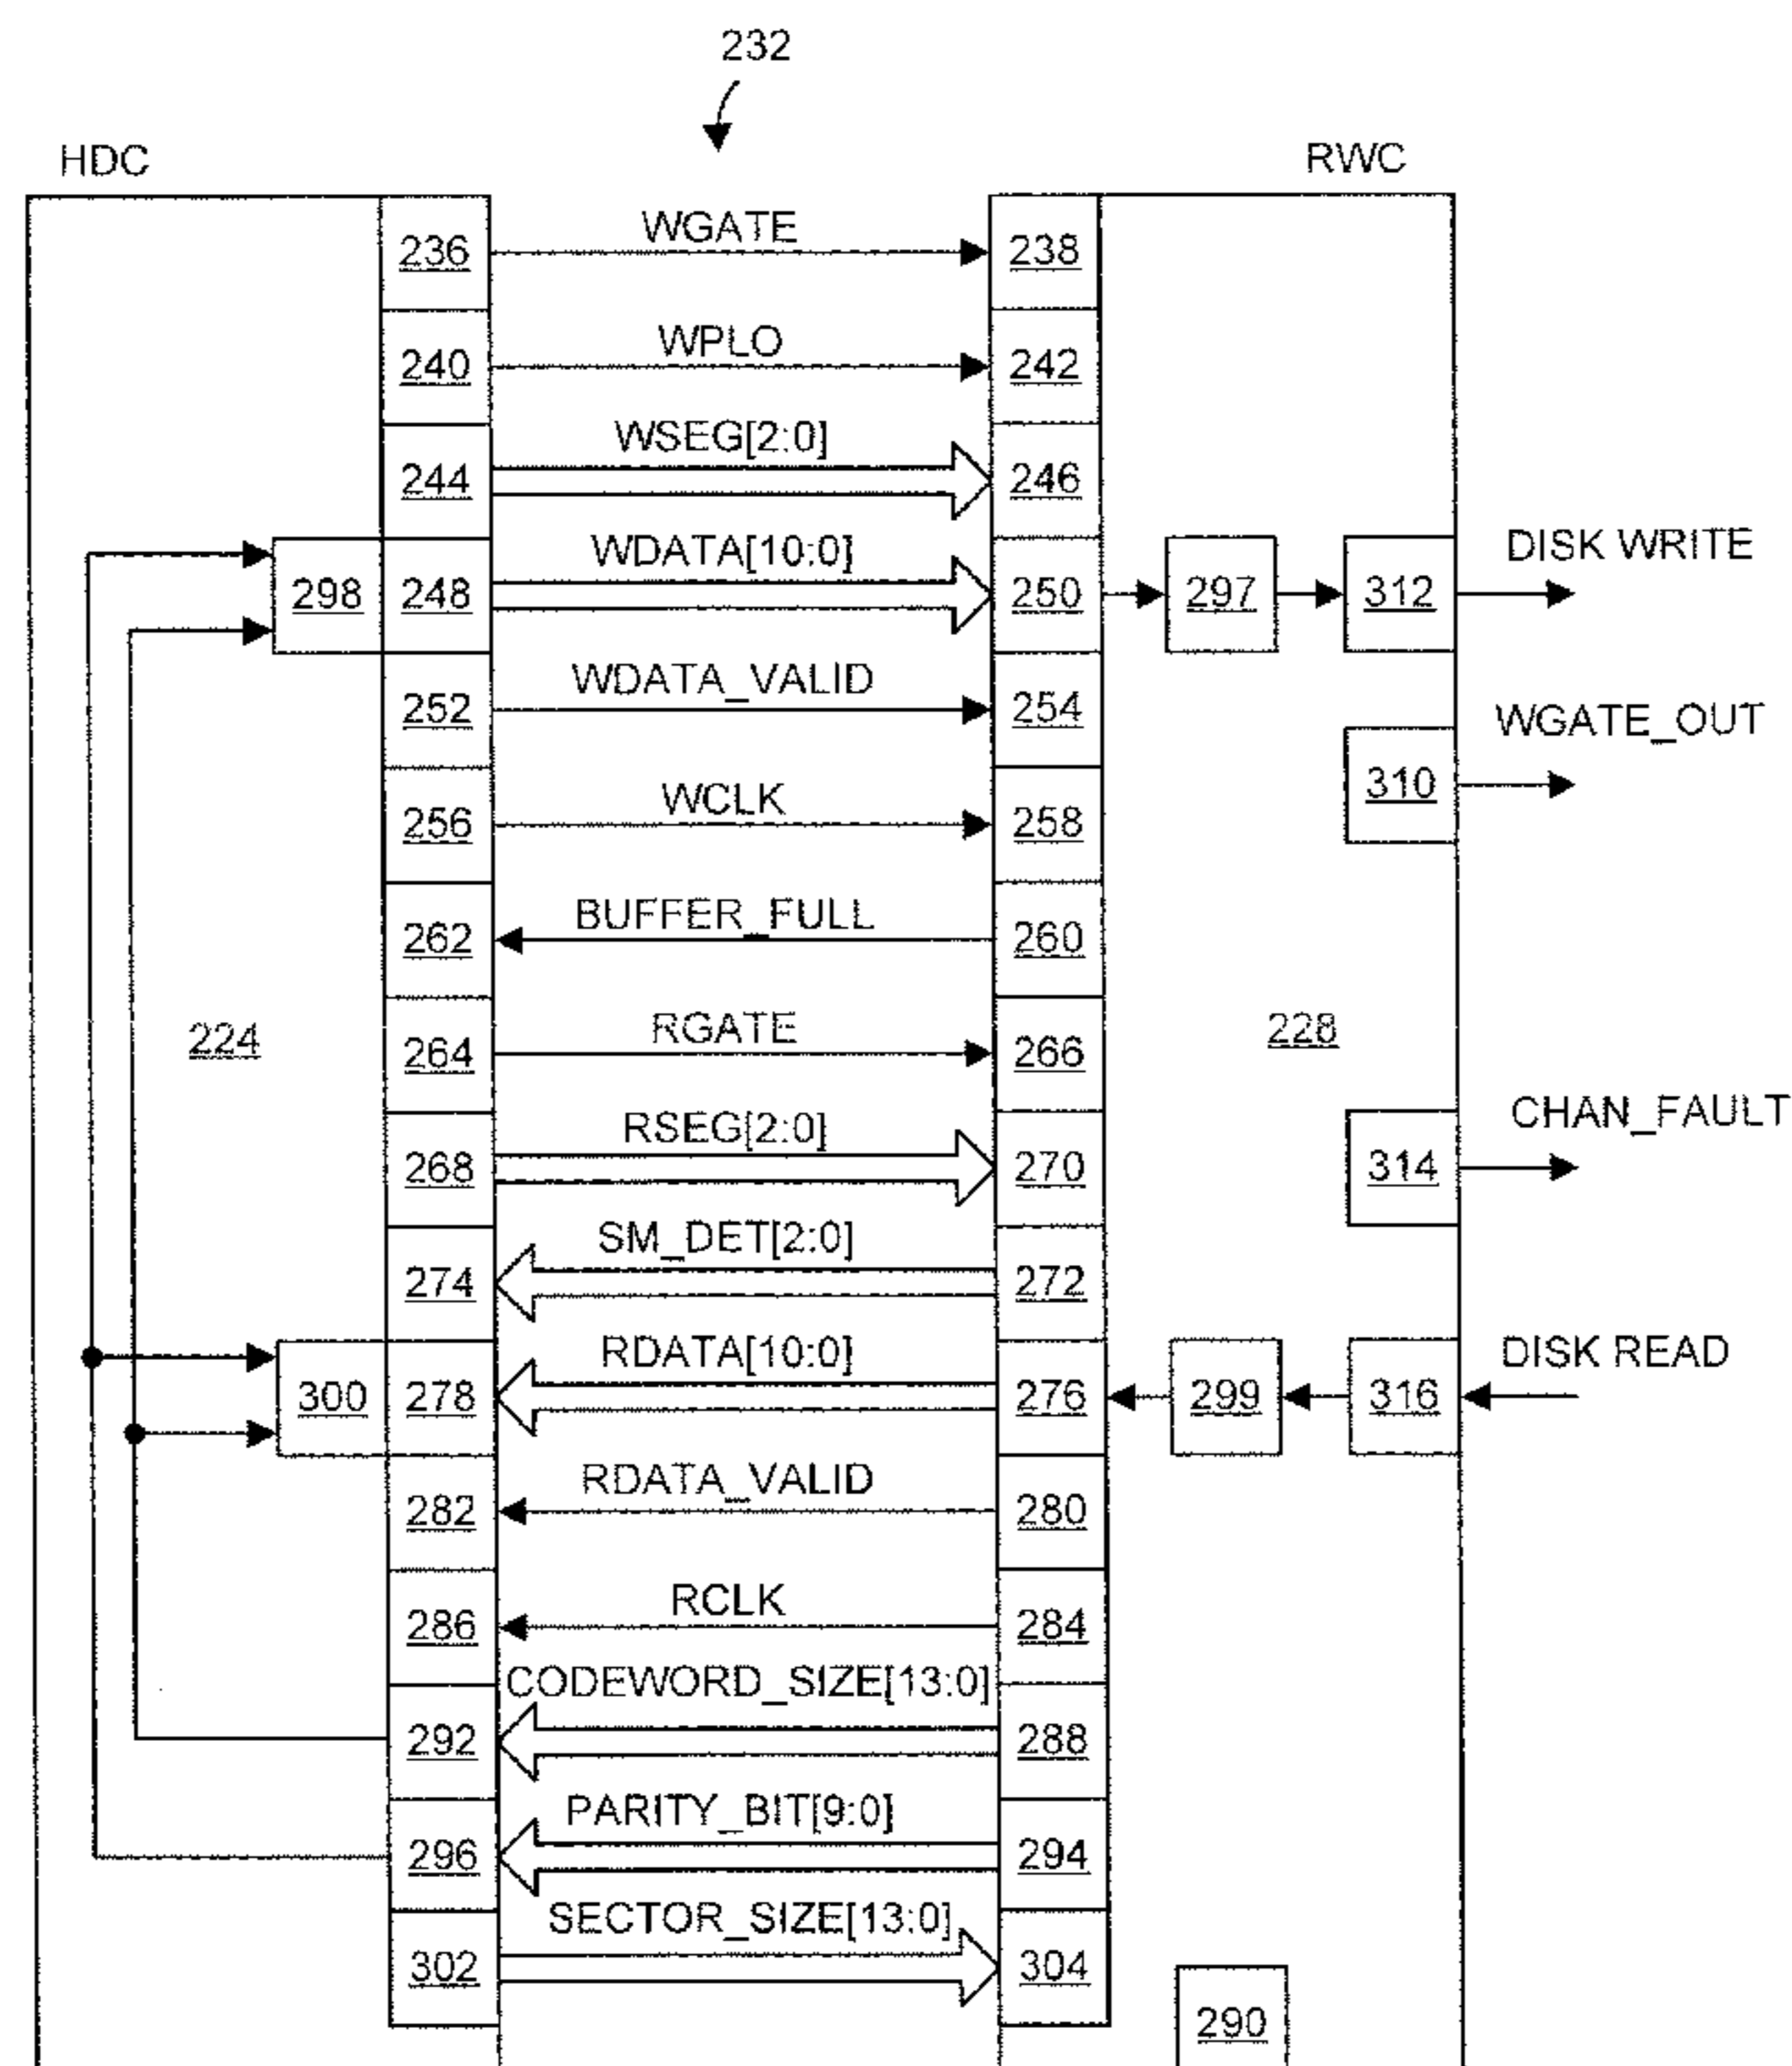 232
HDC
RWC
236
WGATE
238
240
WPLO
242
244
WSEG[2:0]
246
298
248
WDATA[10:0]
250
297
312
DISK WRITE
252
WDATA_VALID
254
WGATE_OUT
310
256
WCLK
258
262
BUFFER_FULL
260
224
264
RGATE
266
228
268
RSEG[2:0]
270
314
CHAN_FAULT
274
SM_DET[2:0]
272
300
278
RDATA[10:0]
276
299
316
DISK READ
282
RDATA_VALID
280
286
RCLK
284
292
CODEWORD_SIZE[13:0]
288
296
PARITY_BIT[9:0]
294
302
SECTOR_SIZE[13:0]
304
290